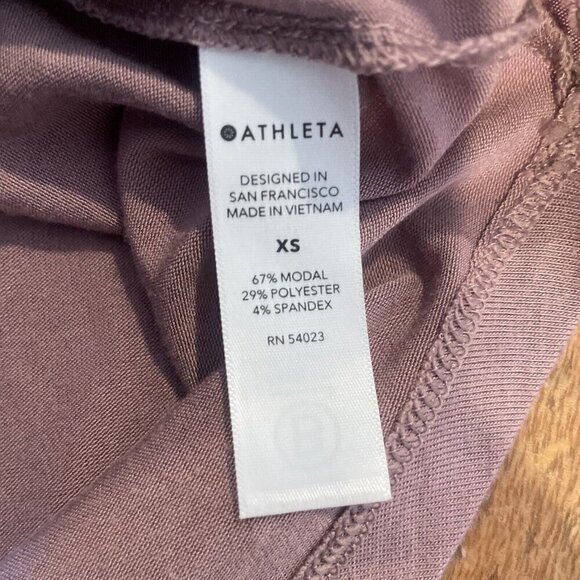 ATHLETA
DESIGNED IN
SAN FRANCISCO
MADE IN VIETNAM
XS
67% MODAL
29% POLYESTER
4% SPANDEX
RN 54023
B